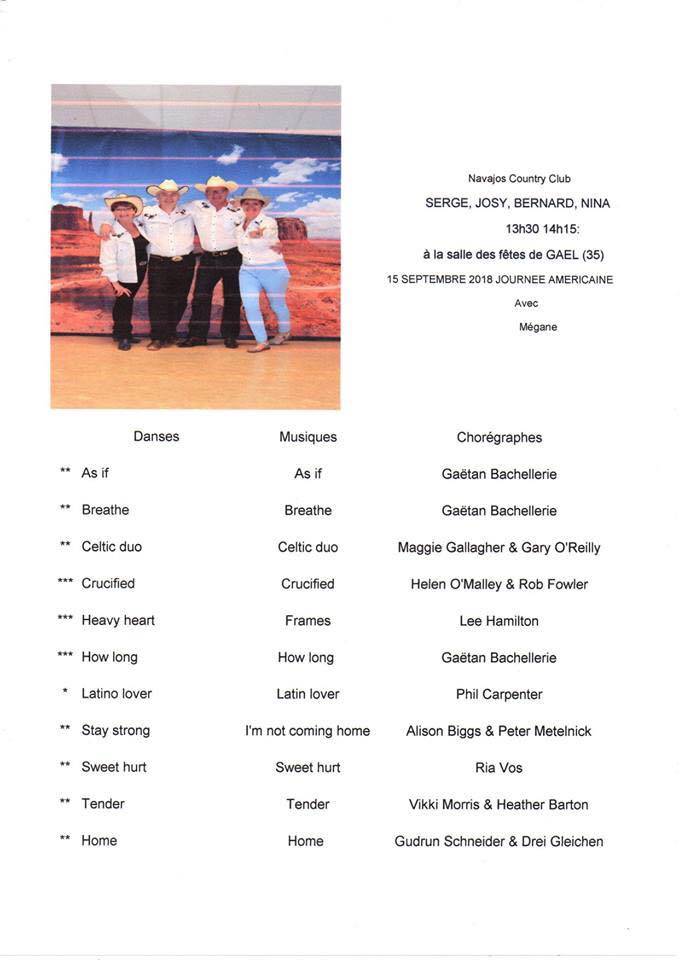 Navajos Country Club
SERGE, JOSY, BERNARD, NINA
13h30 14h15:
à la salle des fêtes de GAEL (35)
15 SEPTEMBRE 2018 JOURNEE AMERICAINE
Avec
Mégane
Danses Musiques Chorégraphes
** As if As if Gaëtan Bachellerie
** Breathe Breathe Gaëtan Bachellerie
** Celtic duo Celtic duo Maggie Gallagher & Gary O'Reilly
*** Crucified Crucified Helen O'Malley & Rob Fowler
*** Heavy heart Frames Lee Hamilton
*** How long How long Gaëtan Bachellerie
* Latino lover Latin lover Phil Carpenter
** Stay strong I'm not coming home Alison Biggs & Peter Metelnick
** Sweet hurt Sweet hurt Ria Vos
** Tender Tender Vikki Morris & Heather Barton
** Home Home Gudrun Schneider & Drei Gleichen